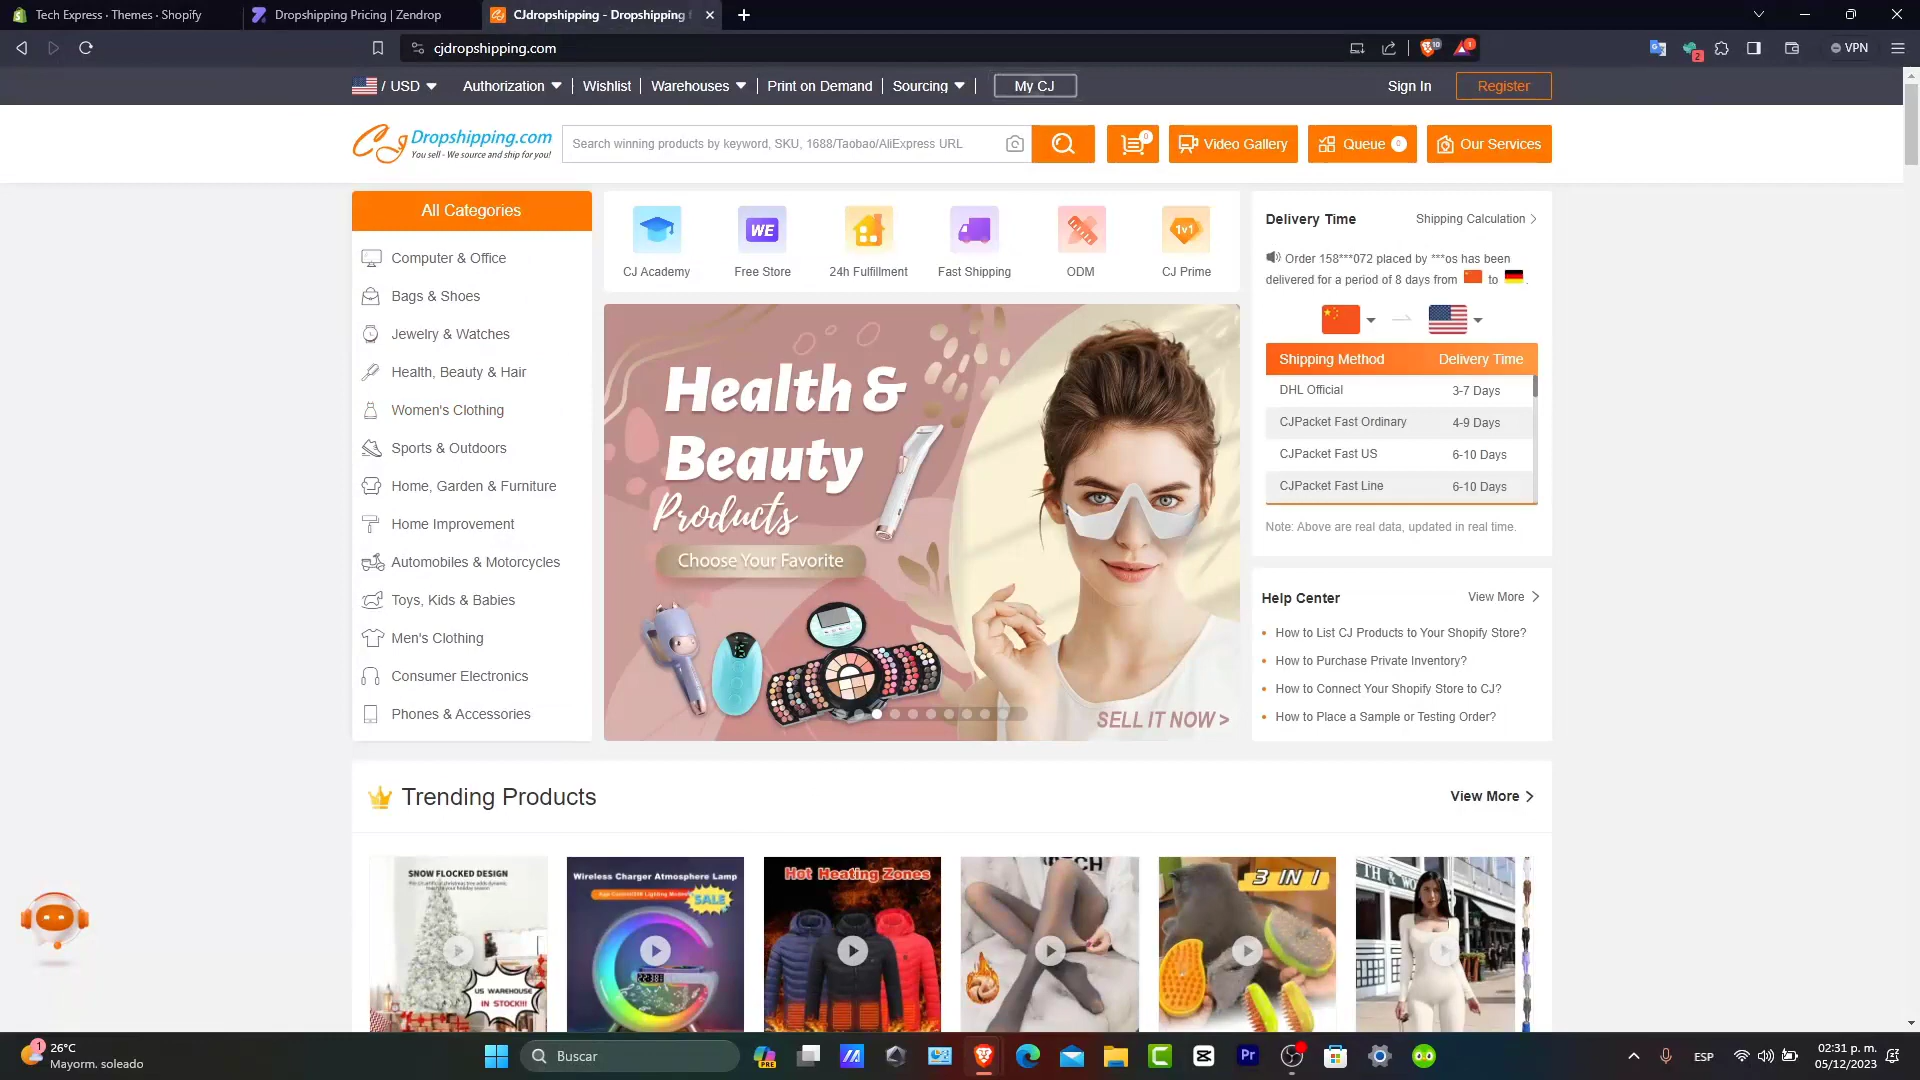 Tech Express · Themes · Shopify
Dropshipping Pricing | Zendrop
CJdropshipping - Dropshipping f
cjdropshipping.com
10
1
2
VPN
/ USD
Authorization
Wishlist
Warehouses
Print on Demand
Sourcing
My CJ
Sign In
Register
CJ Dropshipping.com
You sell - We source and ship for you!
Search winning products by keyword, SKU, 1688/Taobao/AliExpress URL
0
Video Gallery
Queue 0
Our Services
All Categories
Computer & Office
Bags & Shoes
Jewelry & Watches
Health, Beauty & Hair
Women's Clothing
Sports & Outdoors
Home, Garden & Furniture
Home Improvement
Automobiles & Motorcycles
Toys, Kids & Babies
Men's Clothing
Consumer Electronics
Phones & Accessories
WE
1v1
CJ Academy
Free Store
24h Fulfillment
Fast Shipping
ODM
CJ Prime
Health &
Beauty
Products
Choose Your Favorite
SELL IT NOW >
Delivery Time
Shipping Calculation
Order 158***072 placed by ***os has been
delivered for a period of 8 days from to .
Shipping Method Delivery Time
DHL Official 3-7 Days
CJPacket Fast Ordinary 4-9 Days
CJPacket Fast US 6-10 Days
CJPacket Fast Line 6-10 Days
Note: Above are real data, updated in real time.
Help Center
View More
How to List CJ Products to Your Shopify Store?
How to Purchase Private Inventory?
How to Connect Your Shopify Store to CJ?
How to Place a Sample or Testing Order?
Trending Products
View More
SNOW FLOCKED DESIGN
US WAREHOUSE
IN STOCK!!!
Wireless Charger Atmosphere Lamp
SALE
Hot Heating Zones
3 IN 1
TH & WO
1
26°C
Mayorm. soleado
Buscar
PRE
Pr
ESP
02:31 p. m.
05/12/2023